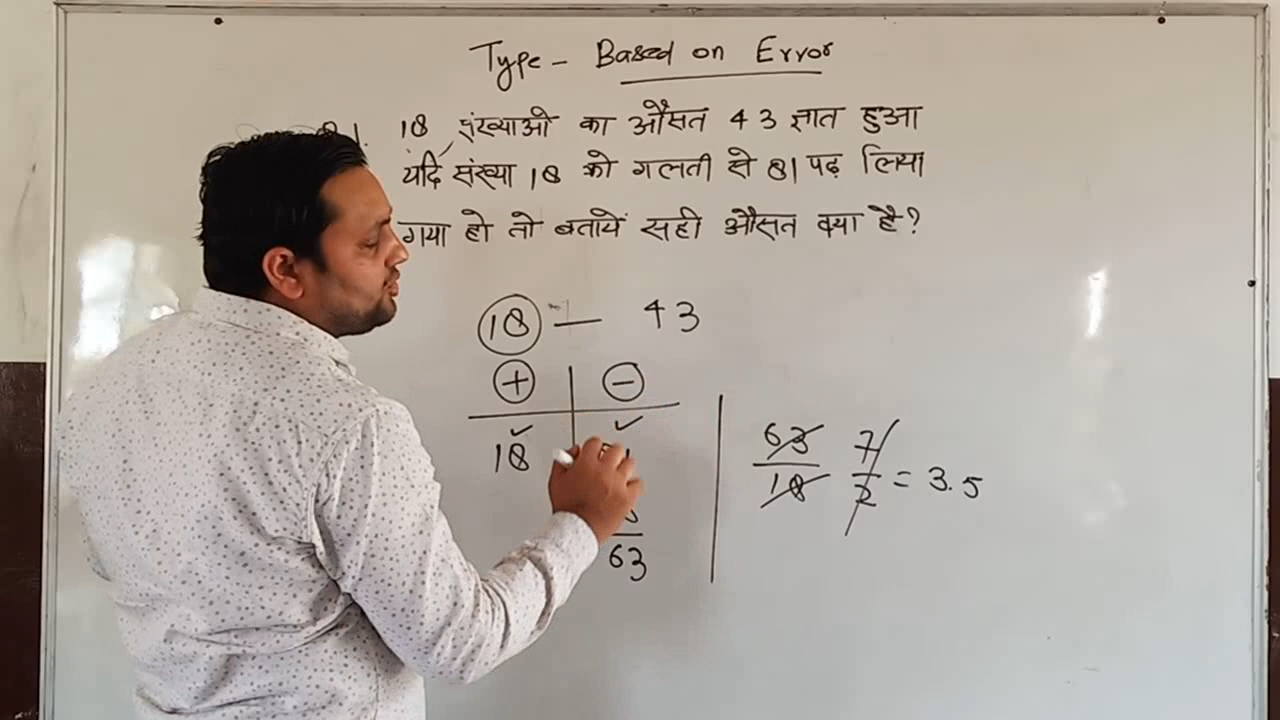 Type - Based on Error
1. 18 संख्याओ का औसत 43 ज्ञात हुआ
यदि संख्या 18 को गलती से 81 पढ़ लिया
गया हो तो बतायें सही औसत क्या है?
18 — 43
+ | -
18
63
63/18 7/2 = 3.5